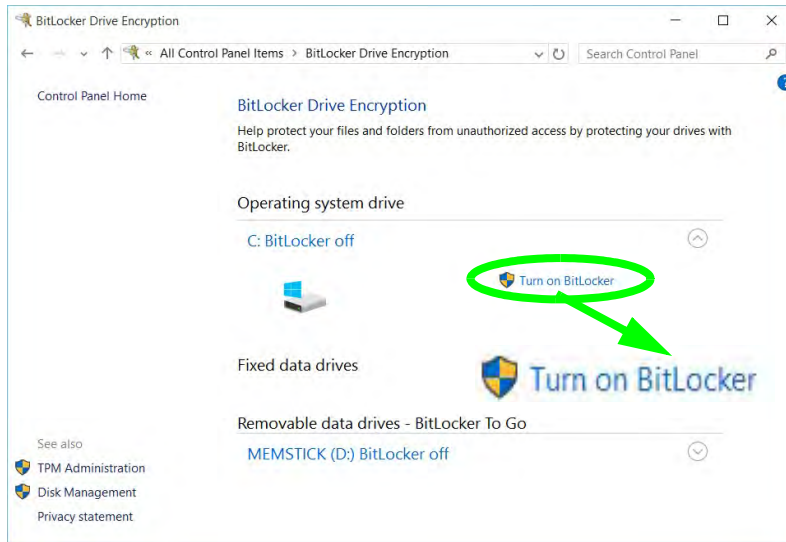 BitLocker Drive Encryption
« All Control Panel Items > BitLocker Drive Encryption
Search Control Panel
Control Panel Home
BitLocker Drive Encryption
Help protect your files and folders from unauthorized access by protecting your drives with
BitLocker.
Operating system drive
C: BitLocker off
Turn on BitLocker
Fixed data drives
Turn on BitLocker
Removable data drives - BitLocker To Go
MEMSTICK (D:) BitLocker off
See also
TPM Administration
Disk Management
Privacy statement